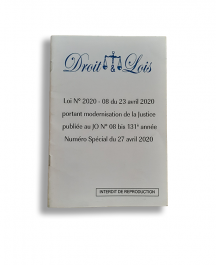 Droit & Lois
Loi N° 2020 - 08 du 23 avril 2020
portant modernisation de la Justice
publiée au JO N° 08 bis 131e année
Numéro Spécial du 27 avril 2020
INTERDIT DE REPRODUCTION